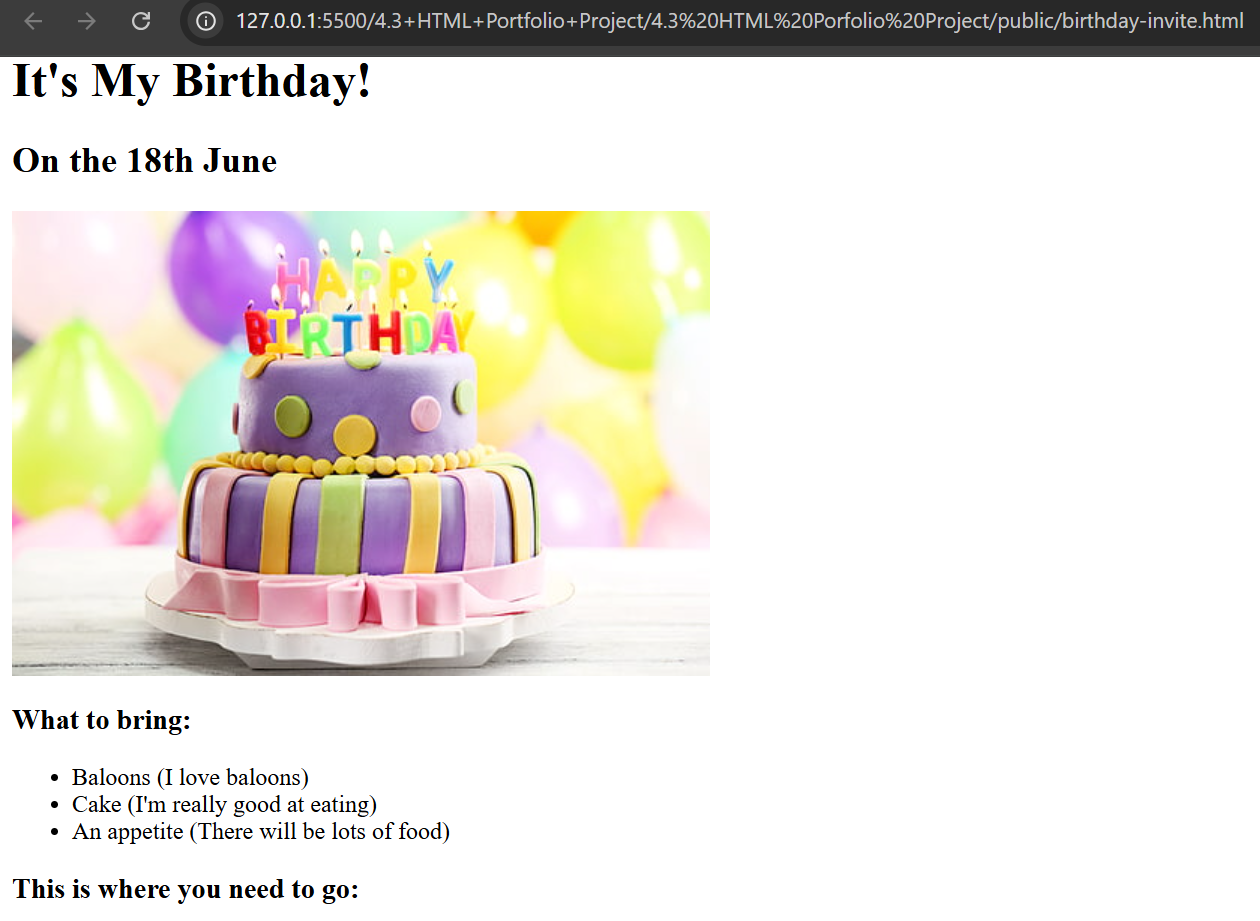 127.0.0.1:5500/4.3+HTML+Portfolio+Project/4.3%20HTML%20Porfolio%20Project/public/birthday-invite.html
It's My Birthday!
On the 18th June
HAPPY
BIRTHDAY
What to bring:
Baloons (I love baloons)
Cake (I'm really good at eating)
An appetite (There will be lots of food)
This is where you need to go: